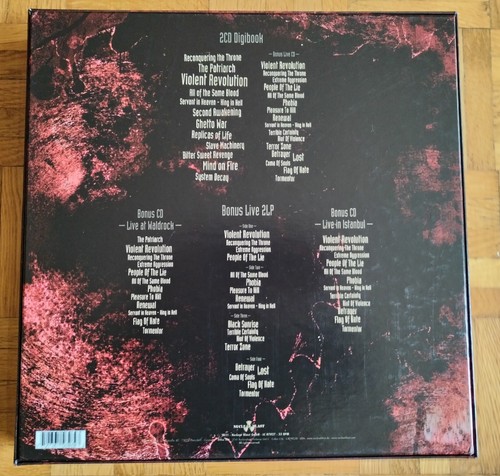 2CD Digibook
Reconquering the Throne
The Patriarch
Violent Revolution
All of the Same Blood
Servant in Heaven - King in Hell
Second Awakening
Ghetto War
Replicas of Life
Slave Machinery
Bitter Sweet Revenge
Mind on Fire
System Decay
- Bonus Live CD -
Violent Revolution
Reconquering The Throne
Extreme Aggression
People Of The Lie
All Of The Same Blood
Phobia
Pleasure To Kill
Renewal
Servant in Heaven - King in Hell
Terrible Certainty
Riot Of Violence
Terror Zone
Betrayer
Lost
Coma Of Souls
Flag Of Hate
Tormentor
Bonus CD
- Live at Waldrock -
The Patriarch
Violent Revolution
Reconquering The Throne
Extreme Aggression
People Of The Lie
All Of The Same Blood
Phobia
Pleasure To Kill
Renewal
Servant in Heaven - King in Hell
Flag Of Hate
Tormentor
Bonus Live 2LP
- Side One -
Violent Revolution
Reconquering The Throne
Extreme Aggression
People Of The Lie
- Side Two -
All Of The Same Blood
Phobia
Pleasure To Kill
Renewal
Servant in Heaven - King in Hell
- Side Three -
Black Sunrise
Terrible Certainty
Riot Of Violence
Terror Zone
- Side Four -
Betrayer
Lost
Coma Of Souls
Flag Of Hate
Tormentor
Bonus CD
- Live in Istanbul -
Violent Revolution
Reconquering The Throne
Extreme Aggression
People Of The Lie
All Of The Same Blood
Phobia
Servant in Heaven - King in Hell
Terrible Certainty
Riot Of Violence
Betrayer
Flag Of Hate
Tormentor
NUCLEAR BLAST